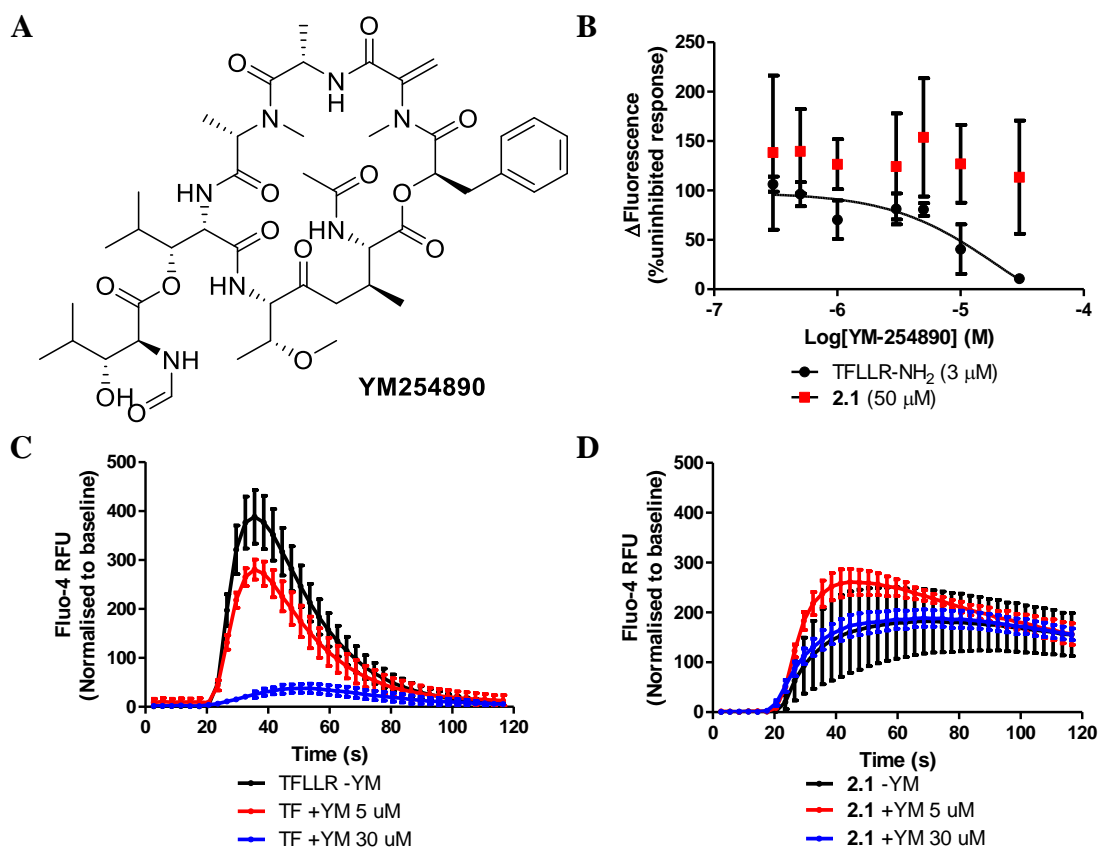 A
O
N
H
O
O
N
N
O
O
O
O
NH
O
O
NH
O
O
O
O
N
H
O
NH
OH
O
O
YM254890
B
ΔFluorescence
(%uninhibited response)
250
200
150
100
50
0
-7 -6 -5 -4
Log[YM-254890] (M)
TFLLR-NH2 (3 μM)
2.1 (50 μM)
C
Fluo-4 RFU
(Normalised to baseline)
500
400
300
200
100
0
0 20 40 60 80 100 120
Time (s)
TFLLR -YM
TF +YM 5 uM
TF +YM 30 uM
D
Fluo-4 RFU
(Normalised to baseline)
500
400
300
200
100
0
0 20 40 60 80 100 120
Time (s)
2.1 -YM
2.1 +YM 5 uM
2.1 +YM 30 uM